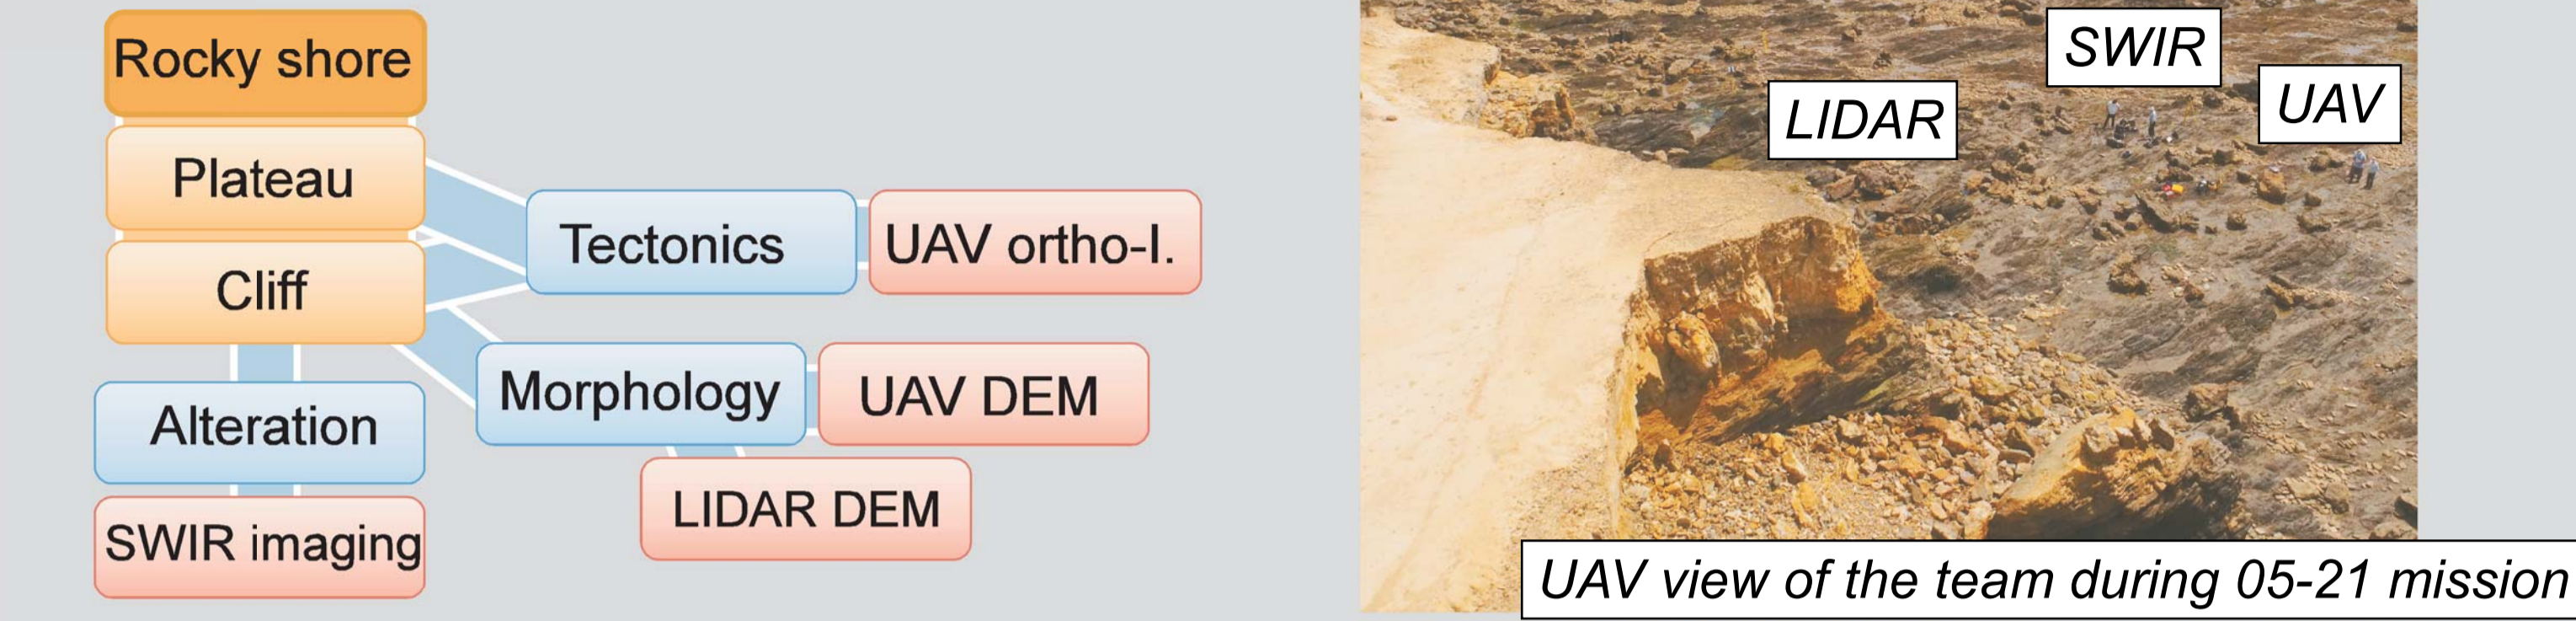 Rocky shore
Plateau
Cliff
Tectonics
UAV ortho-I.
Morphology
UAV DEM
Alteration
LIDAR DEM
SWIR imaging
SWIR
UAV
LIDAR
UAV view of the team during 05-21 mission